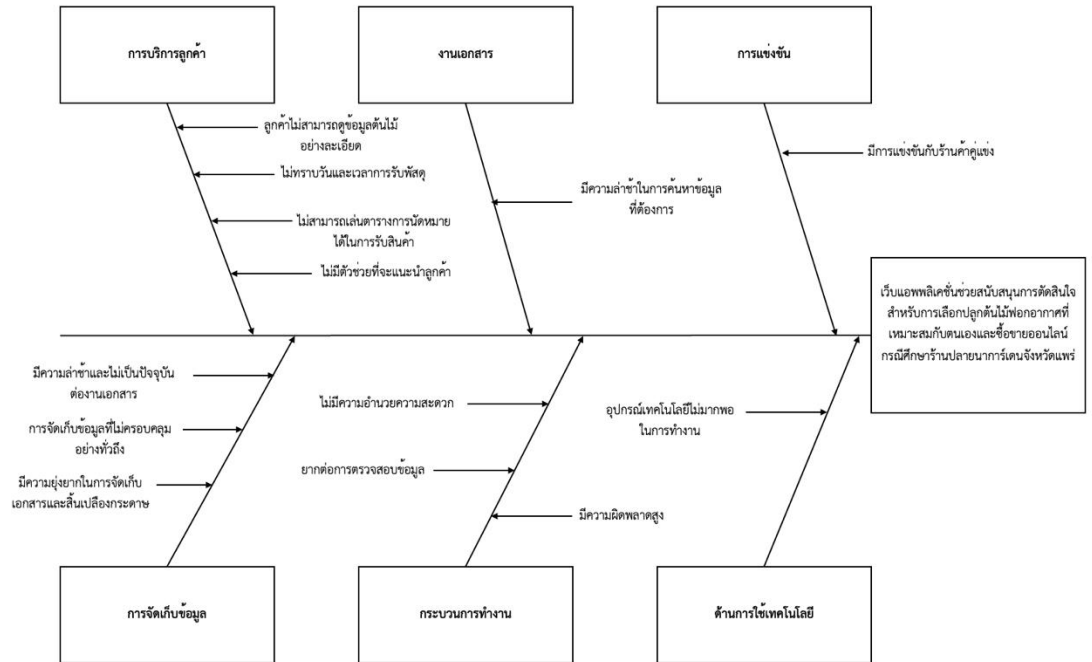 การบริการลูกค้า
งานเอกสาร
การแข่งขัน
ลูกค้าไม่สามารถดูข้อมูลต้นไม้
อย่างละเอียด
ไม่ทราบวันและเวลาการรับพัสดุ
ไม่สามารถเล่นตารางการนัดหมาย
ได้ในการรับสินค้า
ไม่มีตัวช่วยที่จะแนะนำลูกค้า
มีความล่าช้าในการค้นหาข้อมูล
ที่ต้องการ
มีการแข่งขันกับร้านค้าคู่แข่ง
เว็บแอพพลิเคชั่นช่วยสนับสนุนการตัดสินใจ
สำหรับการเลือกปลูกต้นไม้ฟอกอากาศที่
เหมาะสมกับตนเองและซื้อขายออนไลน์
กรณีศึกษาร้านปลายนาการ์เดนจังหวัดแพร่
มีความล่าช้าและไม่เป็นปัจจุบัน
ต่องานเอกสาร
การจัดเก็บข้อมูลที่ไม่ครอบคลุม
อย่างทั่วถึง
มีความยุ่งยากในการจัดเก็บ
เอกสารและสิ้นเปลืองกระดาษ
ไม่มีความอำนวยความสะดวก
ยากต่อการตรวจสอบข้อมูล
มีความผิดพลาดสูง
อุปกรณ์เทคโนโลยีไม่มากพอ
ในการทำงาน
การจัดเก็บข้อมูล
กระบวนการทำงาน
ด้านการใช้เทคโนโลยี